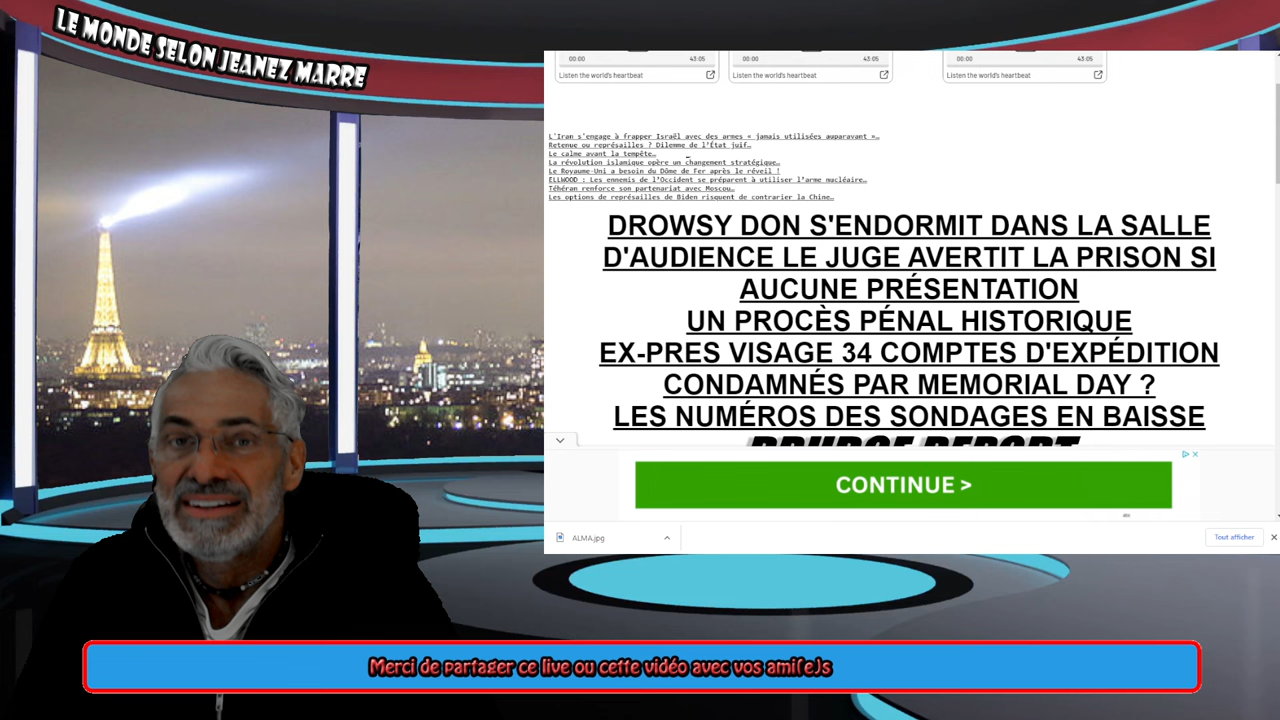 LE MONDE SELON JEANEZ MARRE
00:00 43:05
Listen the world's heartbeat
00:00 43:05
Listen the world's heartbeat
00:00 43:05
Listen the world's heartbeat
L'Iran s'engage à frapper Israël avec des armes « jamais utilisées auparavant »…
Retenue ou représailles ? Dilemme de l'État juif…
Le calme avant la tempête…
La révolution islamique opère un changement stratégique…
Le Royaume-Uni a besoin du Dôme de Fer après le réveil !
ELLWOOD : Les ennemis de l'Occident se préparent à utiliser l'arme nucléaire…
Téhéran renforce son partenariat avec Moscou…
Les options de représailles de Biden risquent de contrarier la Chine…
DROWSY DON S'ENDORMIT DANS LA SALLE
D'AUDIENCE LE JUGE AVERTIT LA PRISON SI
AUCUNE PRÉSENTATION
UN PROCÈS PÉNAL HISTORIQUE
EX-PRES VISAGE 34 COMPTES D'EXPÉDITION
CONDAMNÉS PAR MEMORIAL DAY ?
LES NUMÉROS DES SONDAGES EN BAISSE
DRUDGE REPORT
CONTINUE >
ALMA.jpg
Tout afficher
Merci de partager ce live ou cette vidéo avec vos ami(e)s